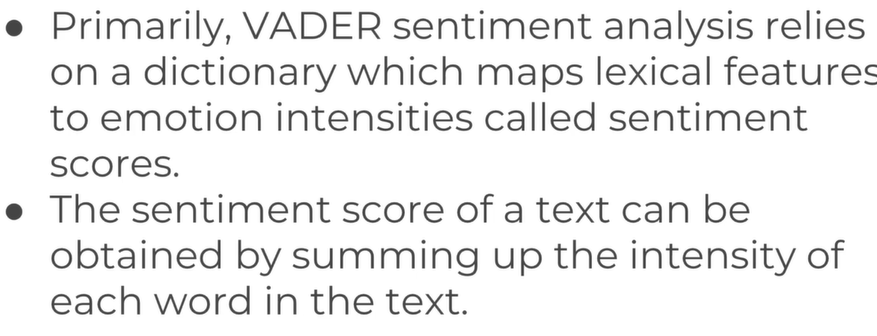 ● Primarily, VADER sentiment analysis relies
on a dictionary which maps lexical features
to emotion intensities called sentiment
scores.
● The sentiment score of a text can be
obtained by summing up the intensity of
each word in the text.